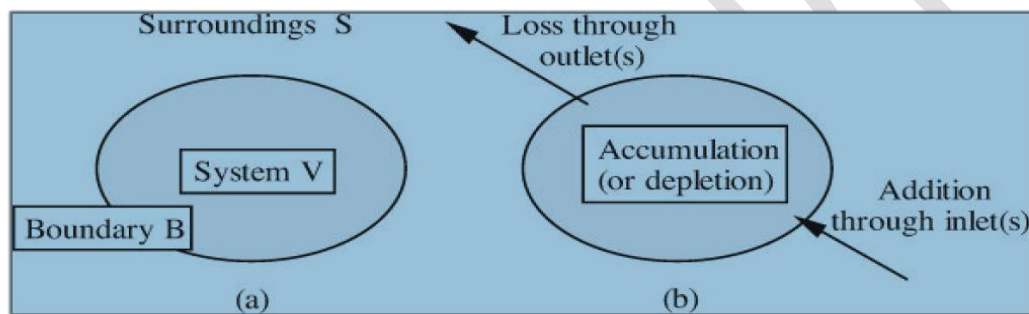 Surroundings S
System V
Boundary B
(a)
Loss through
outlet(s)
Accumulation
(or depletion)
Addition
through inlet(s)
(b)